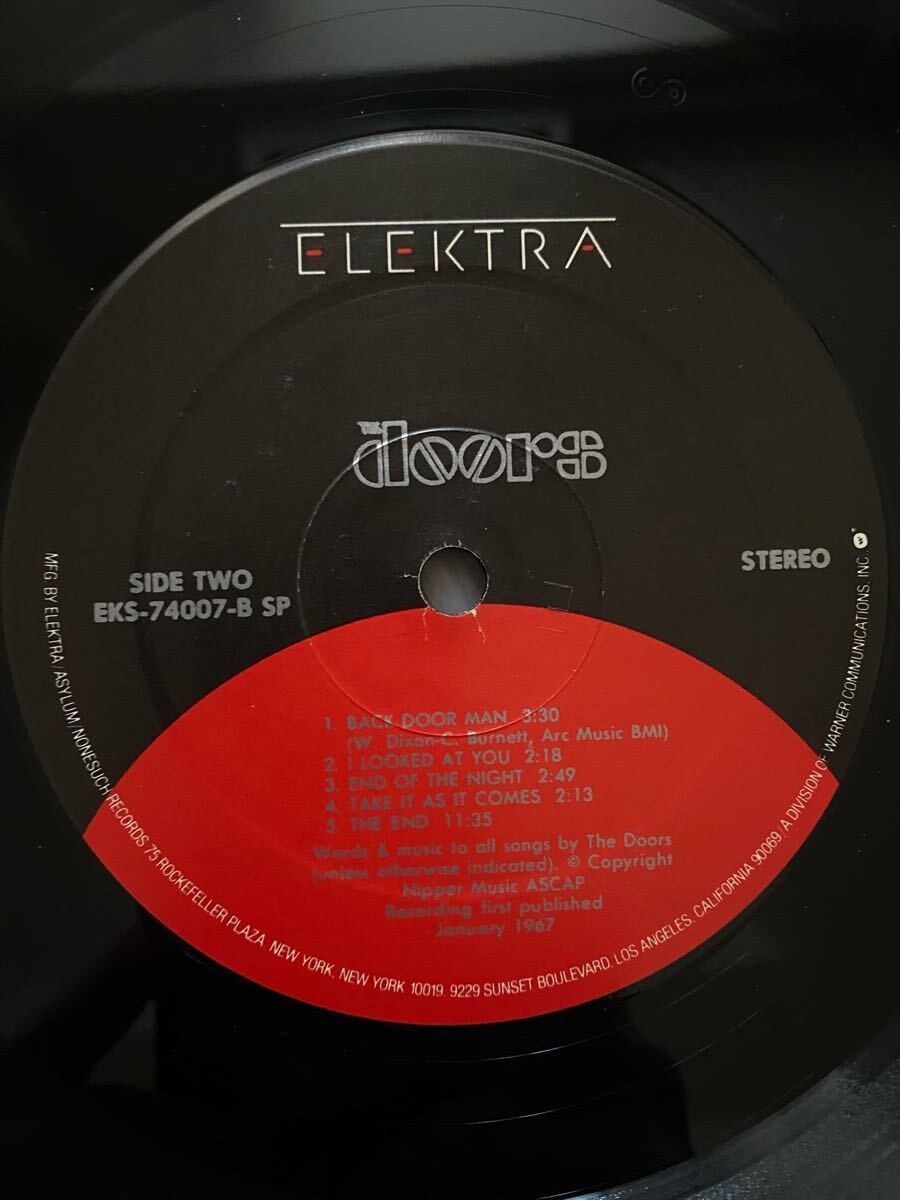 ELEKTRA
THE doors
SIDE TWO
EKS-74007-B SP
STEREO
1. BACK DOOR MAN 3:30
(W. Dixon-C. Burnett, Arc Music BMI)
2. I LOOKED AT YOU 2:18
3. END OF THE NIGHT 2:49
4. TAKE IT AS IT COMES 2:13
5. THE END 11:35
Words & music to all songs by The Doors
(unless otherwise indicated). © Copyright
Nipper Music ASCAP
Recording first published
January 1967
MFG. BY ELEKTRA/ASYLUM/NONESUCH RECORDS 75 ROCKEFELLER PLAZA, NEW YORK, NEW YORK 10019. 9229 SUNSET BOULEVARD, LOS ANGELES, CALIFORNIA 90069/A DIVISION OF WARNER COMMUNICATIONS, INC.